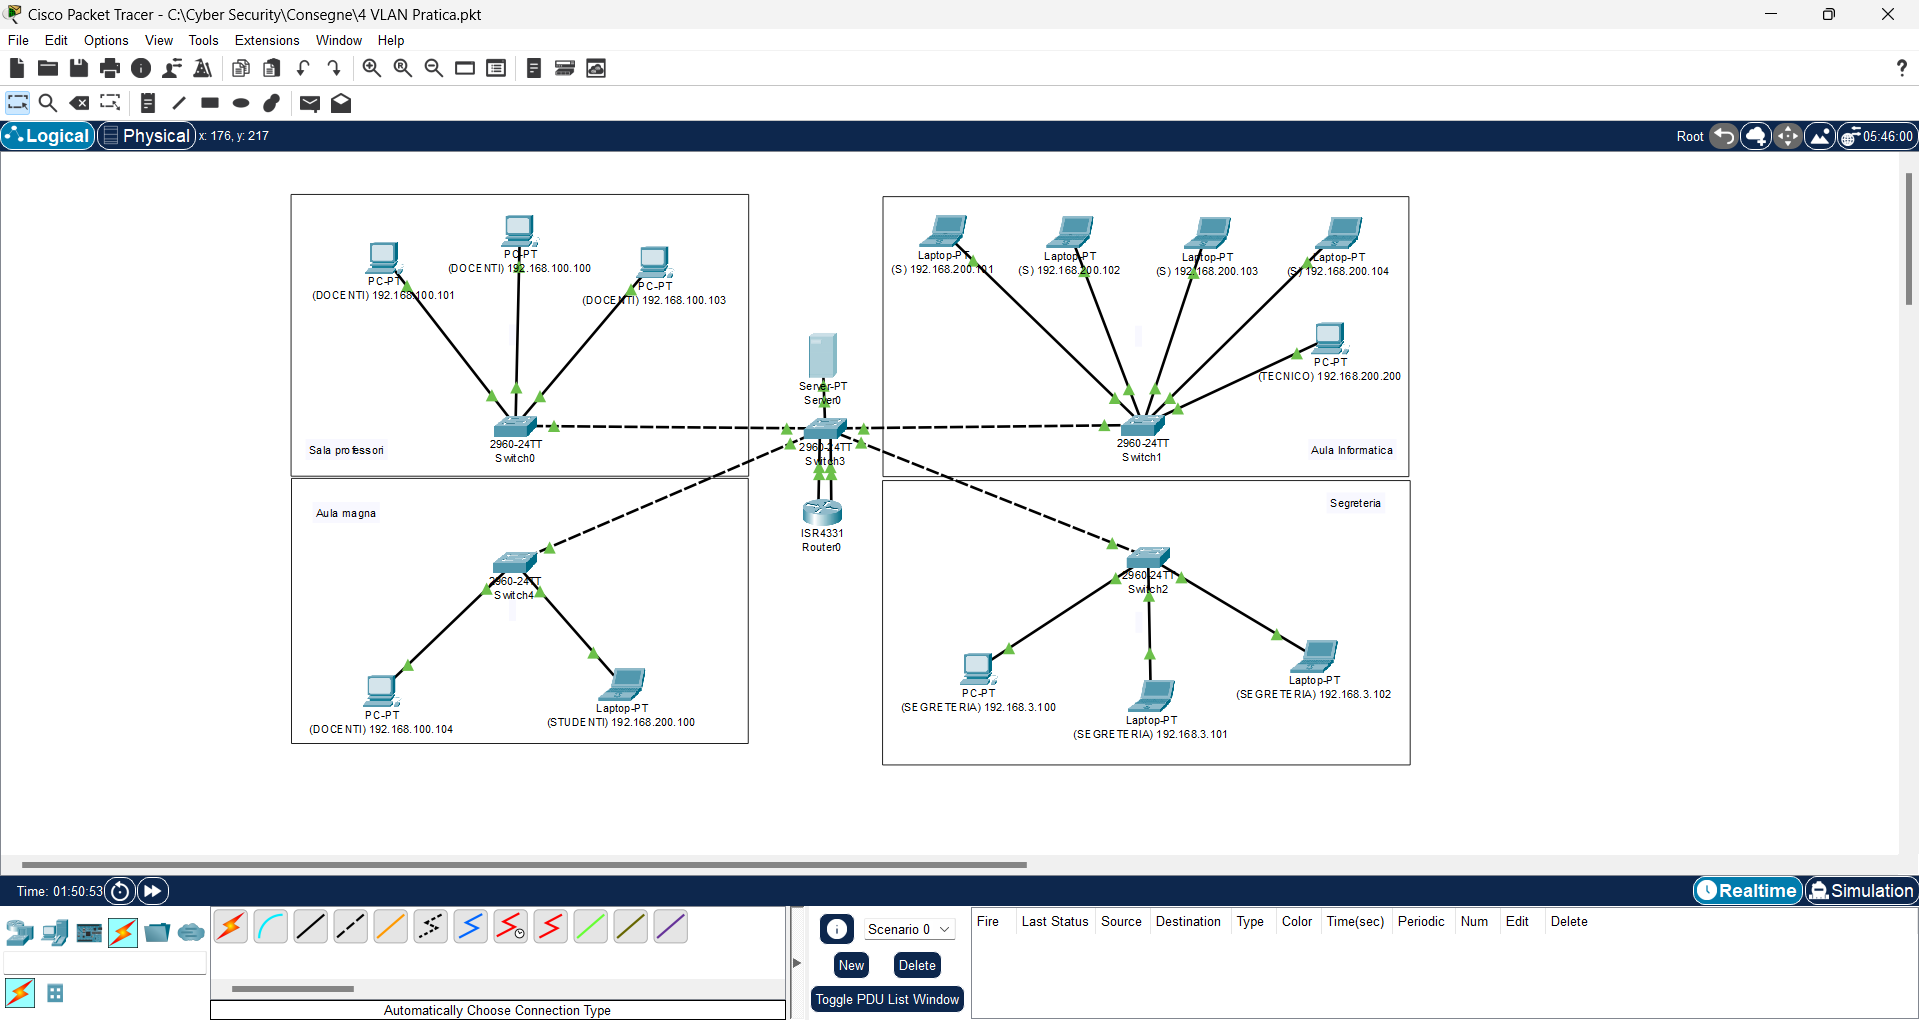 Cisco Packet Tracer - C:\Cyber Security\Consegne\4 VLAN Pratica.pkt
File Edit Options View Tools Extensions Window Help
?
Logical Physical x: 176, y: 217 Root 05:46:00
PC-PT
(DOCENTI) 192.168.100.101
PC-PT
(DOCENTI) 192.168.100.100
PC-PT
(DOCENTI) 192.168.100.103
2960-24TT
Switch0
Sala professori
Laptop-PT
(S) 192.168.200.101
Laptop-PT
(S) 192.168.200.102
Laptop-PT
(S) 192.168.200.103
Laptop-PT
(S) 192.168.200.104
PC-PT
(TECNICO) 192.168.200.200
2960-24TT
Switch1
Aula Informatica
Server-PT
Server0
2960-24TT
Switch3
ISR4331
Router0
Aula magna
2960-24TT
Switch4
PC-PT
(DOCENTI) 192.168.100.104
Laptop-PT
(STUDENTI) 192.168.200.100
Segreteria
2960-24TT
Switch2
PC-PT
(SEGRETERIA) 192.168.3.100
Laptop-PT
(SEGRETERIA) 192.168.3.101
Laptop-PT
(SEGRETERIA) 192.168.3.102
Time: 01:50:53 Realtime Simulation
Scenario 0
New Delete
Toggle PDU List Window
Fire Last Status Source Destination Type Color Time(sec) Periodic Num Edit Delete
Automatically Choose Connection Type